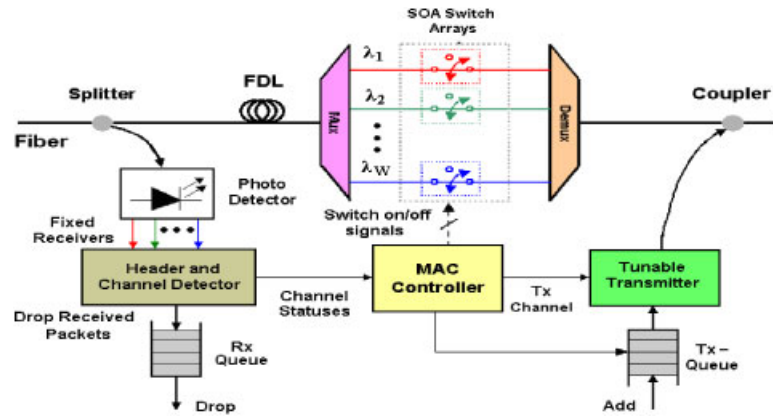 SOA Switch
Arrays
λ1
FDL
Splitter
λ2
Coupler
Mux
Demux
Fiber
λW
Photo
Detector
Switch on/off
signals
Fixed
Receivers
Header and
Channel Detector
MAC
Controller
Tunable
Transmitter
Channel
Statuses
Tx
Channel
Drop Received
Packets
Rx
Queue
Tx-
Queue
Drop
Add